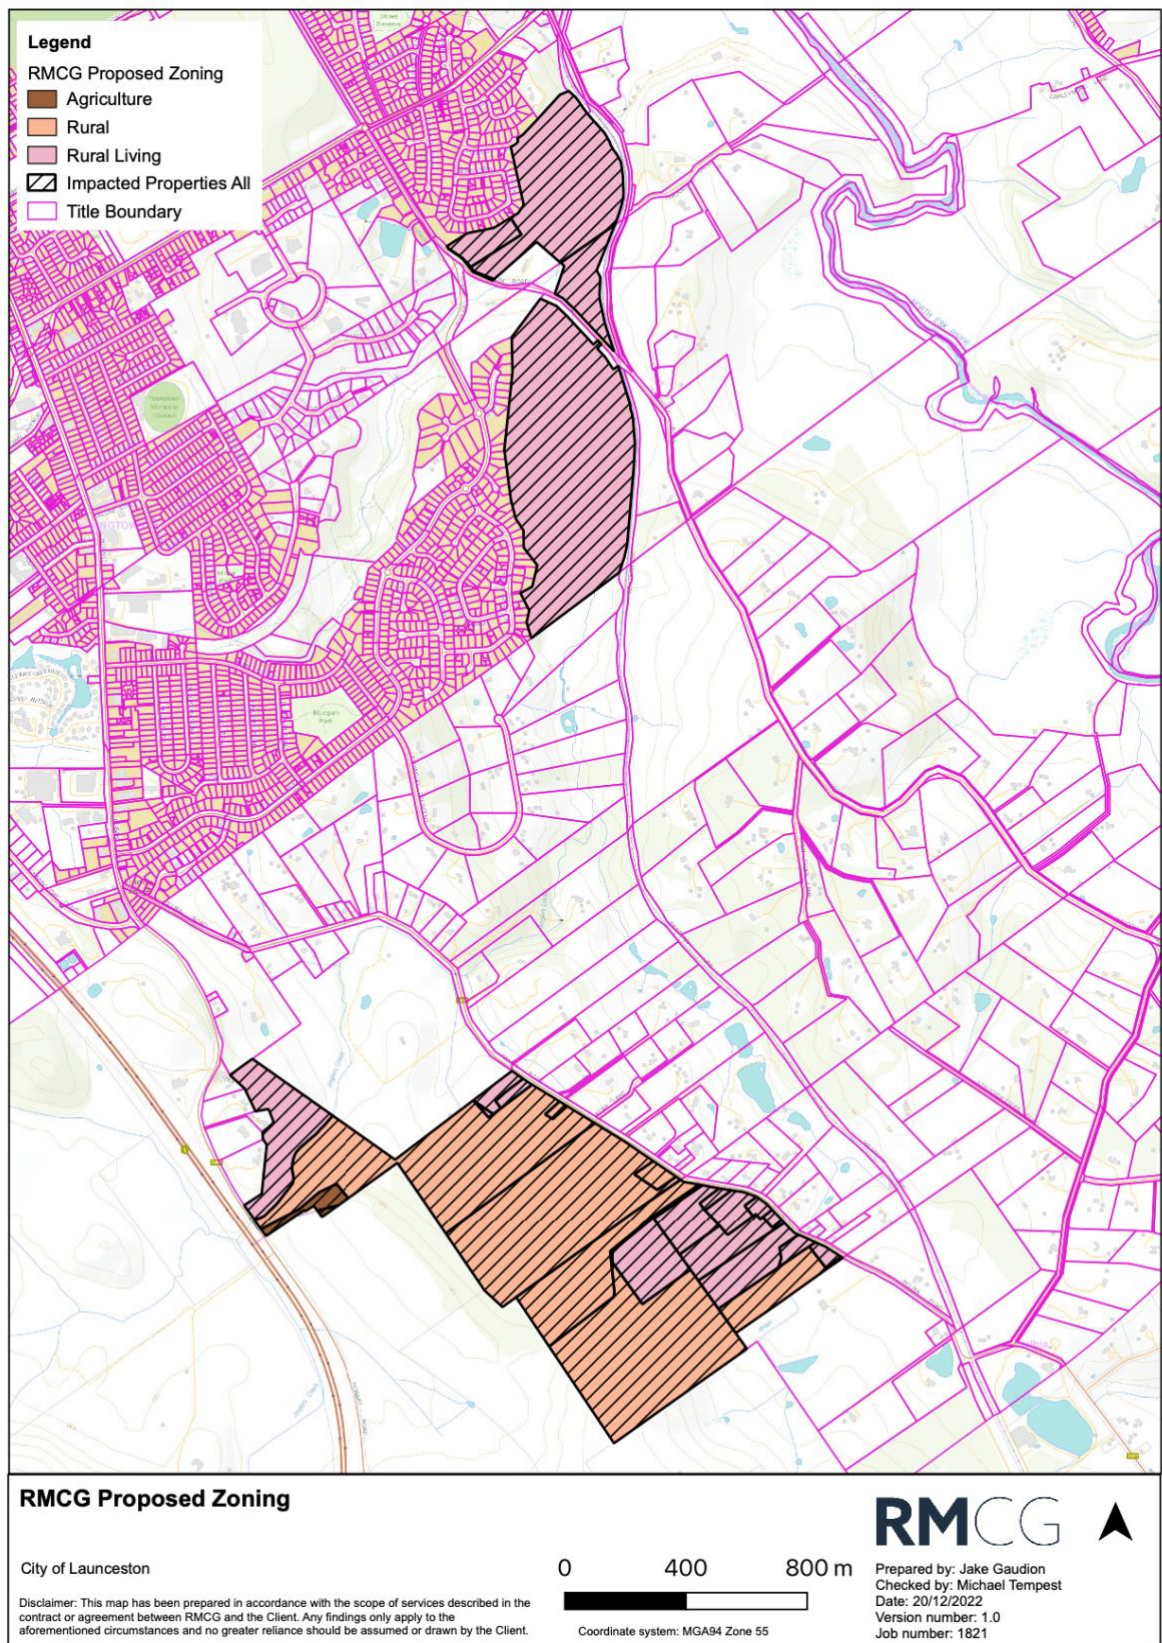 Legend
RMCG Proposed Zoning
Agriculture
Rural
Rural Living
Impacted Properties All
Title Boundary
RMCG Proposed Zoning
City of Launceston
Disclaimer: This map has been prepared in accordance with the scope of services described in the
contract or agreement between RMCG and the Client. Any findings only apply to the
aforementioned circumstances and no greater reliance should be assumed or drawn by the Client.
0 400 800 m
Coordinate system: MGA94 Zone 55
RMCG
Prepared by: Jake Gaudion
Checked by: Michael Tempest
Date: 20/12/2022
Version number: 1.0
Job number: 1821